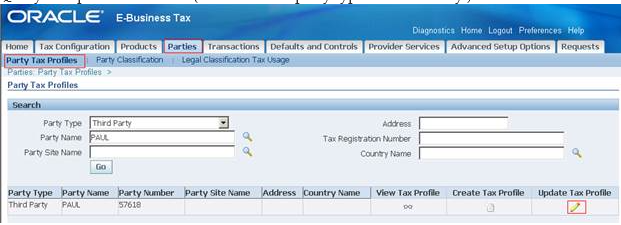 ORACLE® E-Business Tax
Diagnostics Home Logout Preferences Help
Home Tax Configuration Products Parties Transactions Defaults and Controls Provider Services Advanced Setup Options Requests
Party Tax Profiles | Party Classification | Legal Classification Tax Usage
Parties: Party Tax Profiles >
Party Tax Profiles
Search
Party Type Third Party Address
Party Name PAUL Tax Registration Number
Party Site Name Country Name
Go
Party Type Party Name Party Number Party Site Name Address Country Name View Tax Profile Create Tax Profile Update Tax Profile
Third Party PAUL 57618